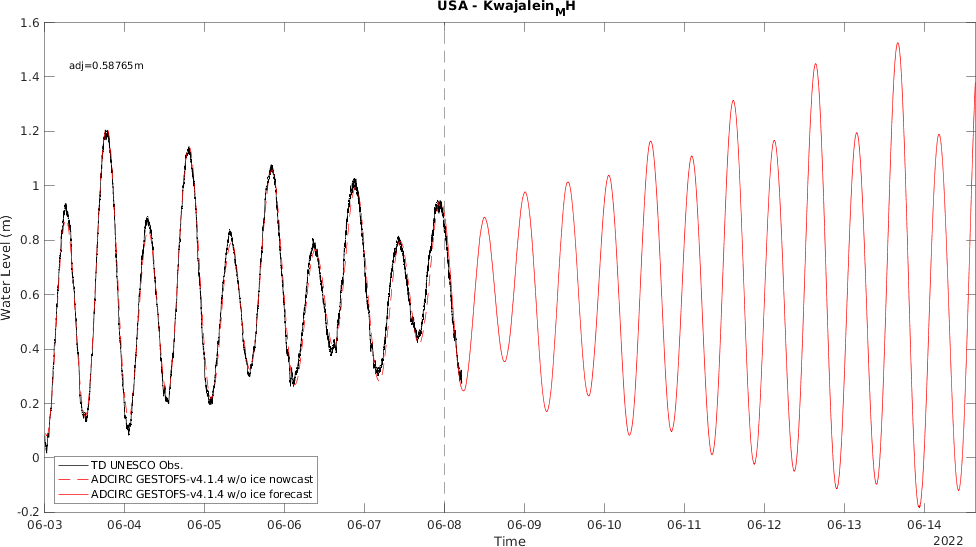 USA - Kwajalein_MH
1.6
adj=0.58765m
1.4
1.2
1
0.8
Water Level (m)
0.6
0.4
0.2
0
TD UNESCO Obs.
ADCIRC GESTOFS-v4.1.4 w/o ice nowcast
ADCIRC GESTOFS-v4.1.4 w/o ice forecast
-0.2
06-03 06-04 06-05 06-06 06-07 06-08 06-09 06-10 06-11 06-12 06-13 06-14
Time
2022